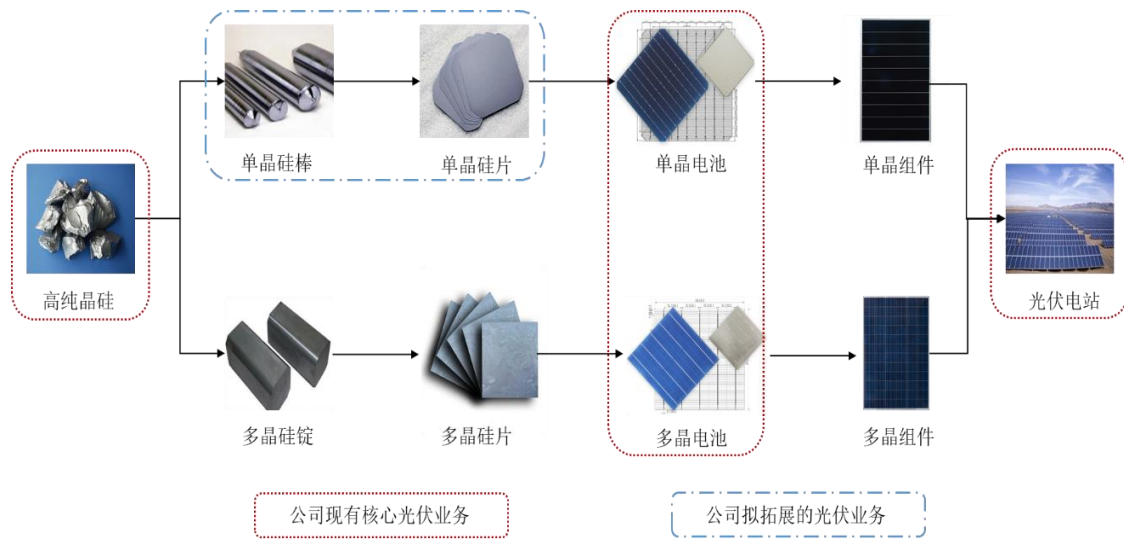 单晶硅棒
单晶硅片
单晶电池
单晶组件
高纯晶硅
光伏电站
多晶硅锭
多晶硅片
多晶电池
多晶组件
公司现有核心光伏业务
公司拟拓展的光伏业务